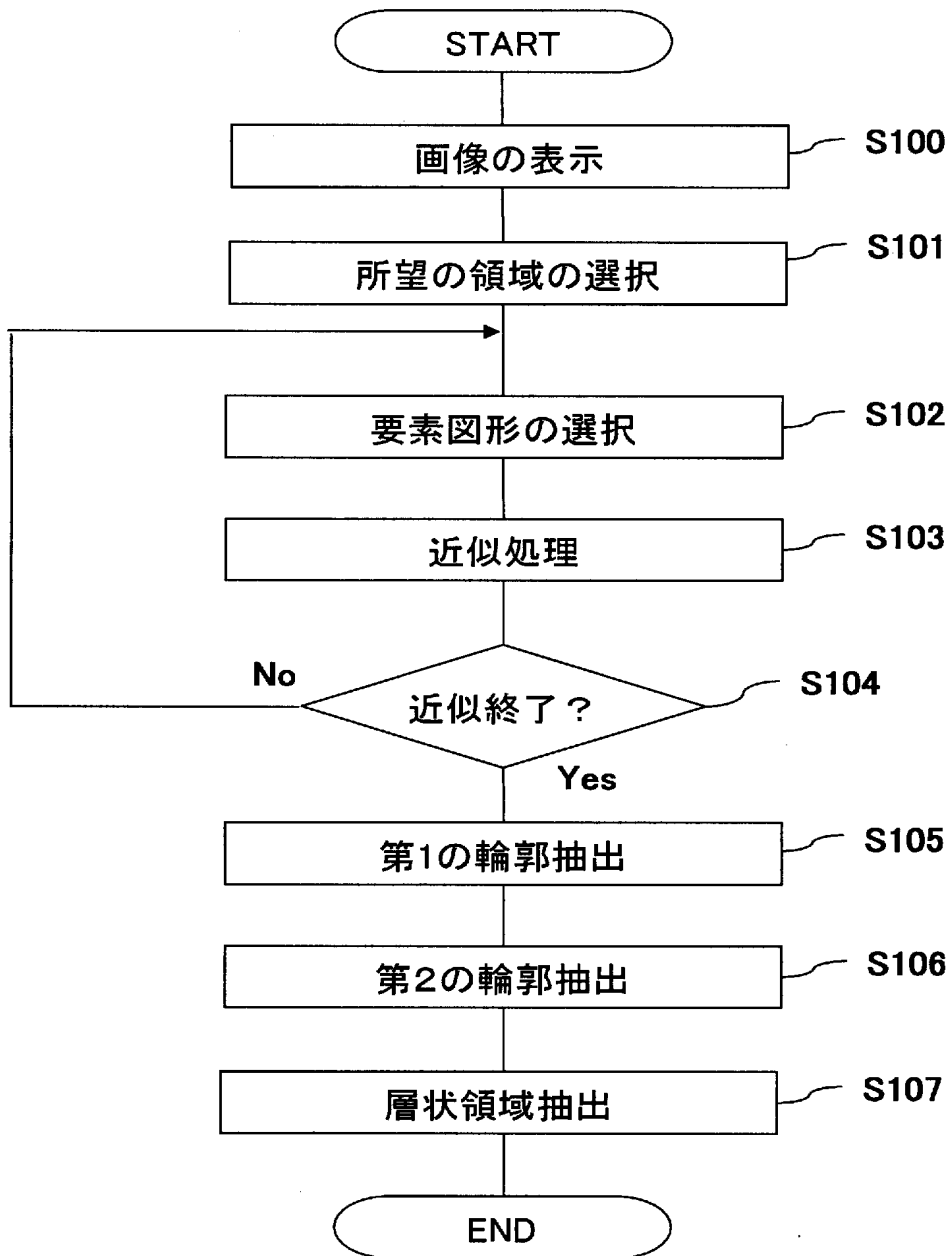 START
画像の表示
S100
所望の領域の選択
S101
要素図形の選択
S102
近似処理
S103
No
近似終了？
S104
Yes
第1の輪郭抽出
S105
第2の輪郭抽出
S106
層状領域抽出
S107
END